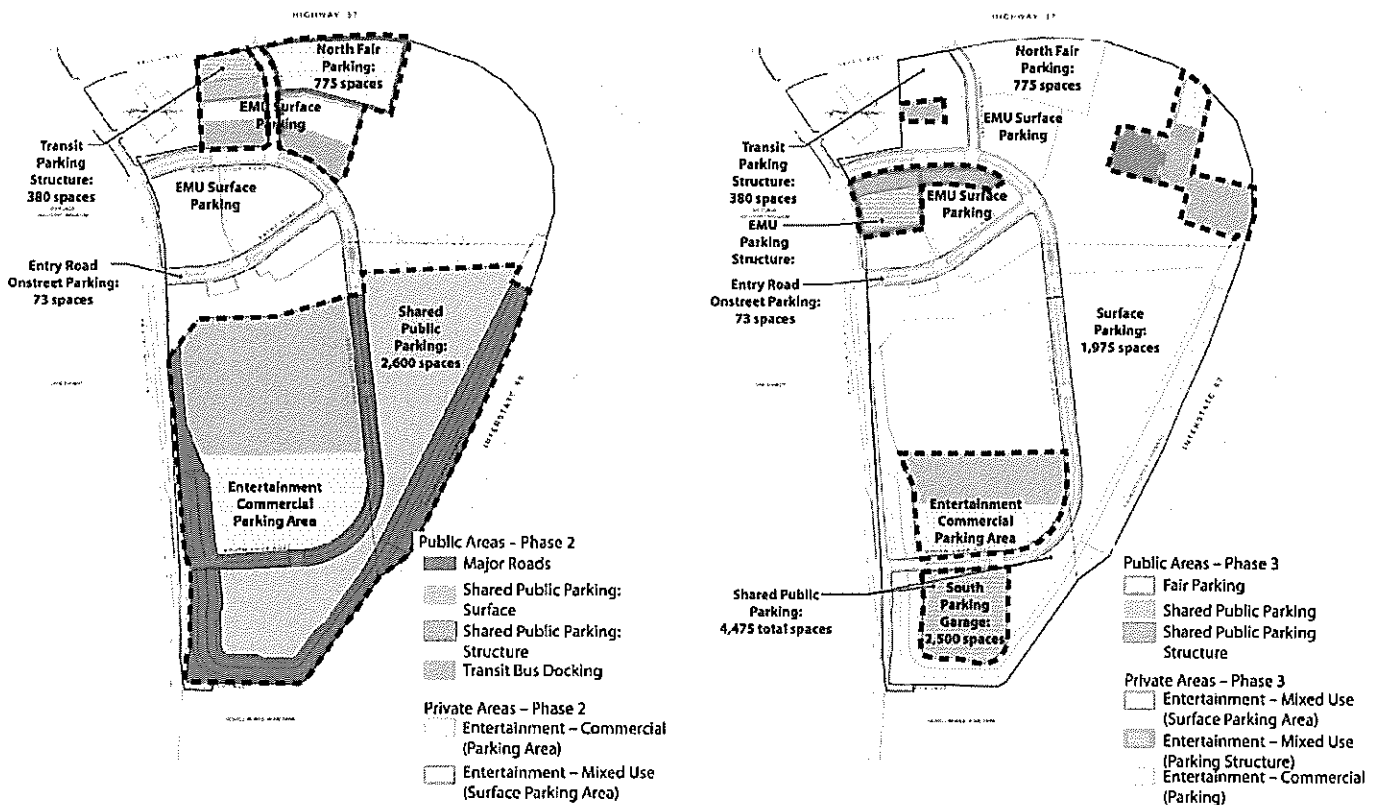 HIGHWAY 37
North Fair
Parking:
775 spaces
EMU Surface
Parking
Transit
Parking
Structure:
380 spaces
EMU Surface
Parking
Entry Road
Onstreet Parking:
73 spaces
Shared
Public
Parking:
2,600 spaces
INTERSTATE
Entertainment
Commercial
Parking Area
Public Areas – Phase 2
Major Roads
Shared Public Parking:
Surface
Shared Public Parking:
Structure
Transit Bus Docking
Private Areas – Phase 2
Entertainment – Commercial
(Parking Area)
Entertainment – Mixed Use
(Surface Parking Area)
HIGHWAY 37
North Fair
Parking:
775 spaces
EMU Surface
Parking
Transit
Parking
Structure:
380 spaces
EMU Surface
Parking
EMU
Parking
Structure:
Entry Road
Onstreet Parking:
73 spaces
Surface
Parking:
1,975 spaces
INTERSTATE
Entertainment
Commercial
Parking Area
Shared Public
Parking:
4,475 total spaces
South
Parking
Garage:
2,500 spaces
Public Areas – Phase 3
Fair Parking
Shared Public Parking
Shared Public Parking
Structure
Private Areas – Phase 3
Entertainment – Mixed Use
(Surface Parking Area)
Entertainment – Mixed Use
(Parking Structure)
Entertainment – Commercial
(Parking)